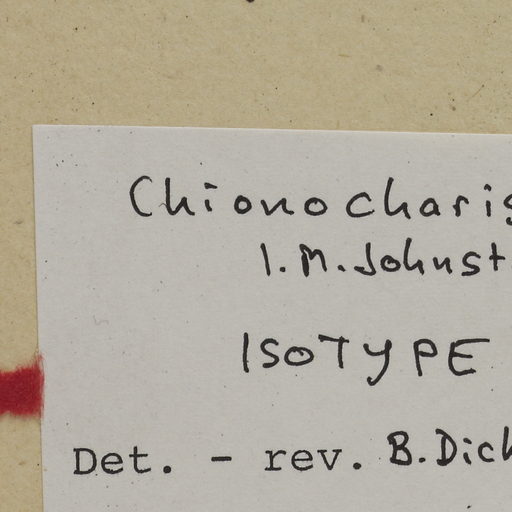 Chionocharis
I.M.Johnst.
ISOTYPE
Det. - rev. B.Dick